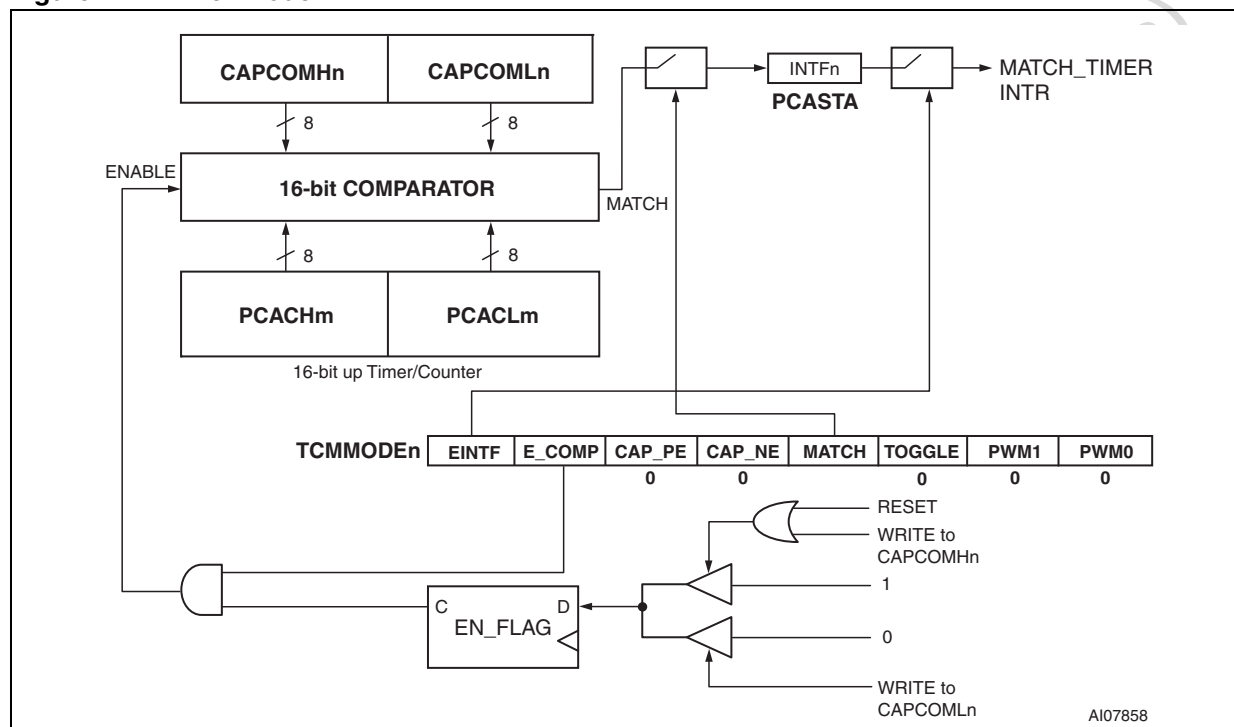 CAPCOMHn CAPCOMLn
INTFn
PCASTA
MATCH_TIMER
INTR
8 8
ENABLE
16-bit COMPARATOR
MATCH
8 8
PCACHm PCACLm
16-bit up Timer/Counter
TCMMODEn EINTF E_COMP CAP_PE CAP_NE MATCH TOGGLE PWM1 PWM0
0 0 0 0 0
RESET
WRITE to
CAPCOMHn
1
C D
EN_FLAG
0
WRITE to
CAPCOMLn
AI07858